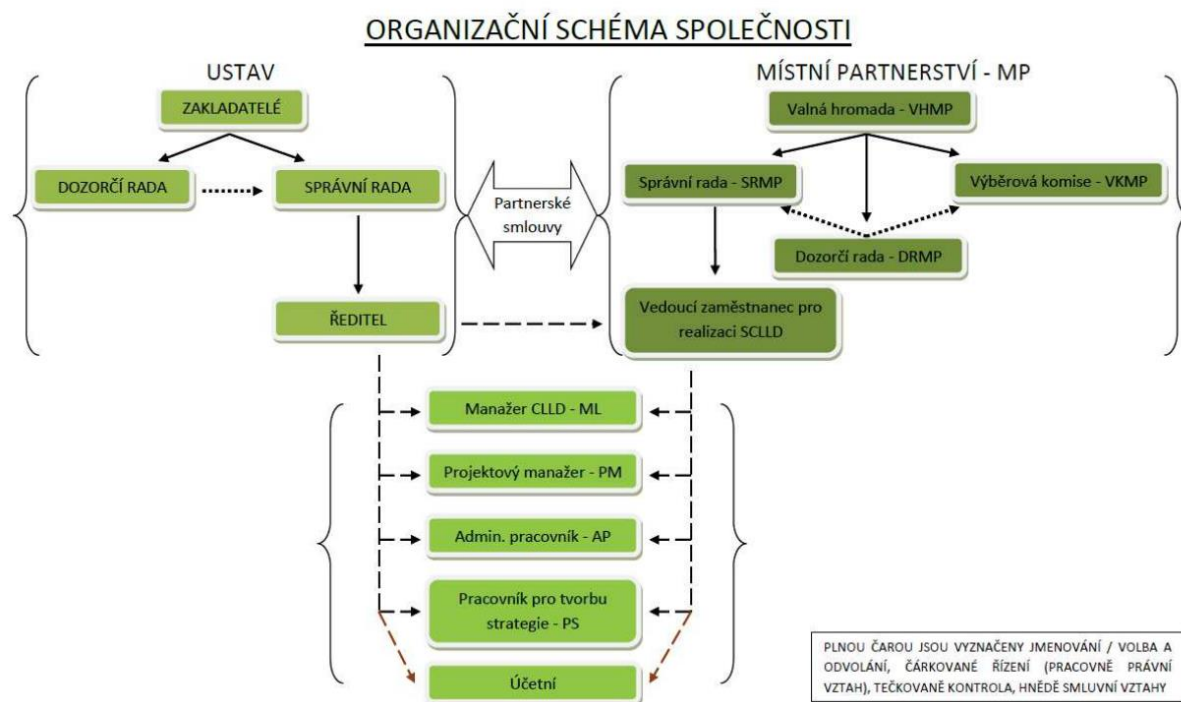 ORGANIZAČNÍ SCHÉMA SPOLEČNOSTI
USTAV
ZAKLADATELÉ
DOZORČÍ RADA
SPRÁVNÍ RADA
ŘEDITEL
Partnerské
smlouvy
MÍSTNÍ PARTNERSTVÍ - MP
Valná hromada - VHMP
Správní rada - SRMP
Výběrová komise - VKMP
Dozorčí rada - DRMP
Vedoucí zaměstnanec pro
realizaci SCLLD
Manažer CLLD - ML
Projektový manažer - PM
Admin. pracovník - AP
Pracovník pro tvorbu
strategie - PS
Účetní
PLNOU ČAROU JSOU VYZNAČENY JMENOVÁNÍ / VOLBA A
ODVOLÁNÍ, ČÁRKOVANÉ ŘÍZENÍ (PRACOVNĚ PRÁVNÍ
VZTAH), TEČKOVANĚ KONTROLA, HNĚDĚ SMLUVNÍ VZTAHY